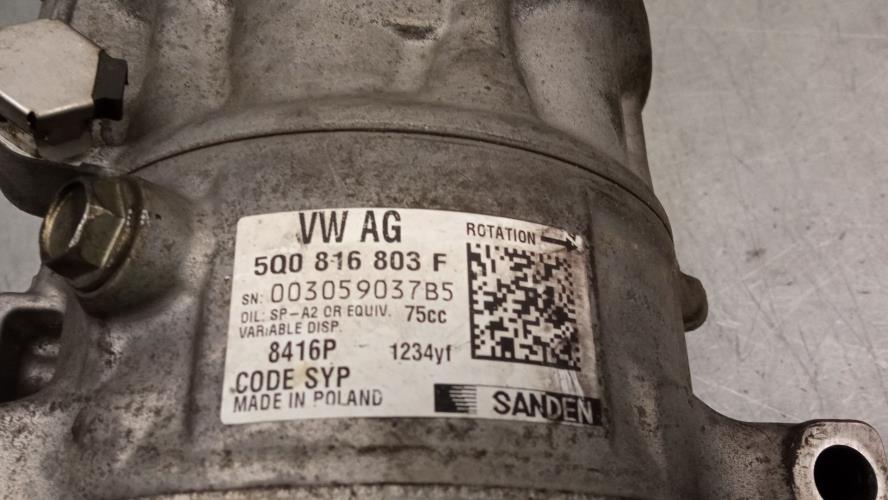 VW AG
ROTATION
5Q0 816 803 F
SN: 003059037B5
OIL: SP-A2 OR EQUIV. 75cc
VARIABLE DISP.
8416P 1234yf
CODE SYP
MADE IN POLAND
SANDEN